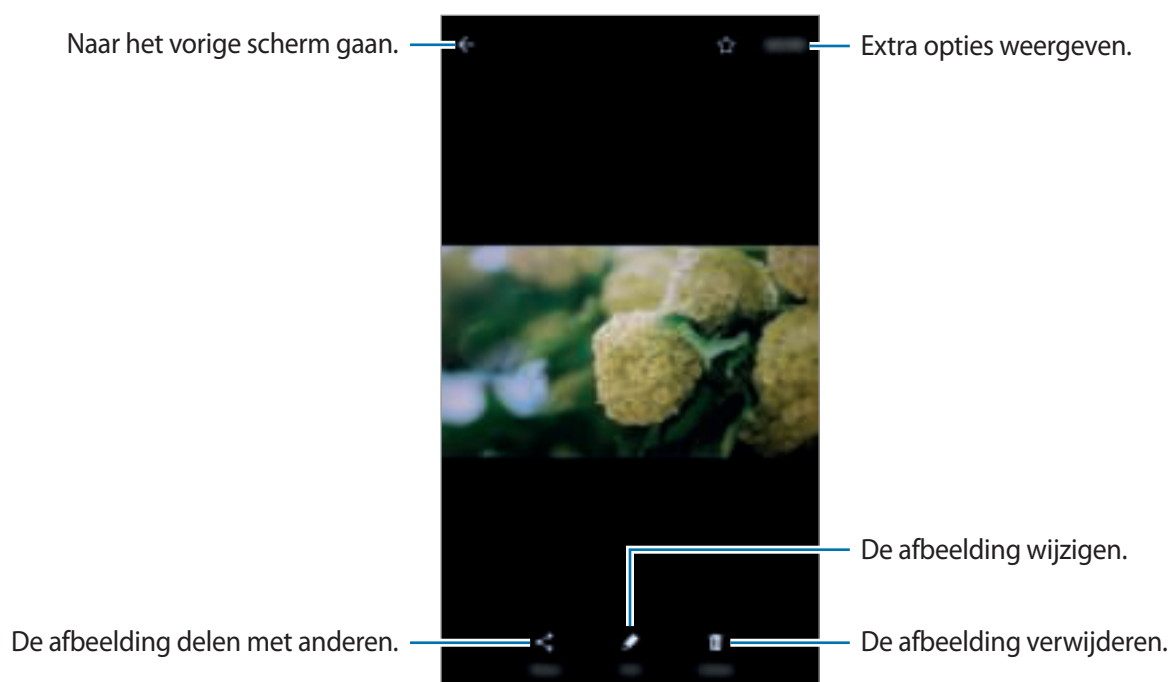 Naar het vorige scherm gaan.
Extra opties weergeven.
De afbeelding wijzigen.
De afbeelding delen met anderen.
De afbeelding verwijderen.